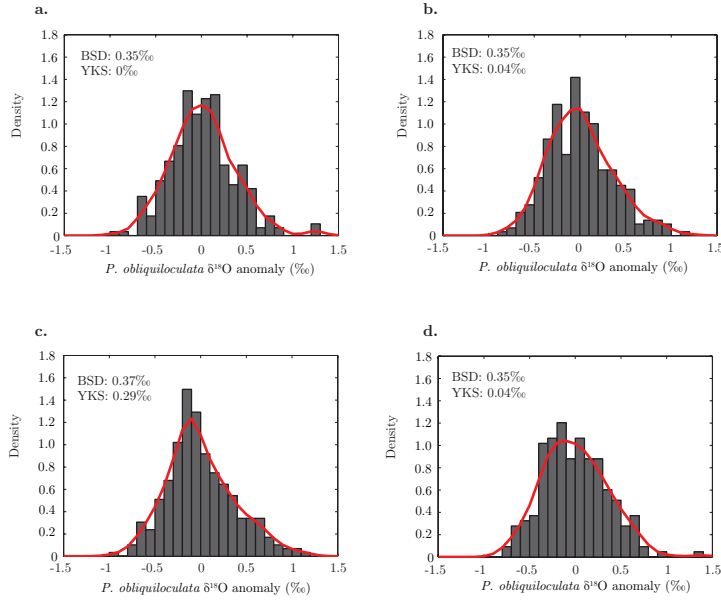 a.
BSD: 0.35‰
YKS: 0‰
Density
1.8
1.6
1.4
1.2
1.0
0.8
0.6
0.4
0.2
0
-1.5 -1 -0.5 0 0.5 1 1.5
P. obliquiloculata δ¹⁸O anomaly (‰)
b.
BSD: 0.35‰
YKS: 0.04‰
Density
1.8
1.6
1.4
1.2
1.0
0.8
0.6
0.4
0.2
0
-1.5 -1 -0.5 0 0.5 1 1.5
P. obliquiloculata δ¹⁸O anomaly (‰)
c.
BSD: 0.37‰
YKS: 0.29‰
Density
1.8
1.6
1.4
1.2
1.0
0.8
0.6
0.4
0.2
0
-1.5 -1 -0.5 0 0.5 1 1.5
P. obliquiloculata δ¹⁸O anomaly (‰)
d.
BSD: 0.35‰
YKS: 0.04‰
Density
1.8
1.6
1.4
1.2
1.0
0.8
0.6
0.4
0.2
0
-1.5 -1 -0.5 0 0.5 1 1.5
P. obliquiloculata δ¹⁸O anomaly (‰)